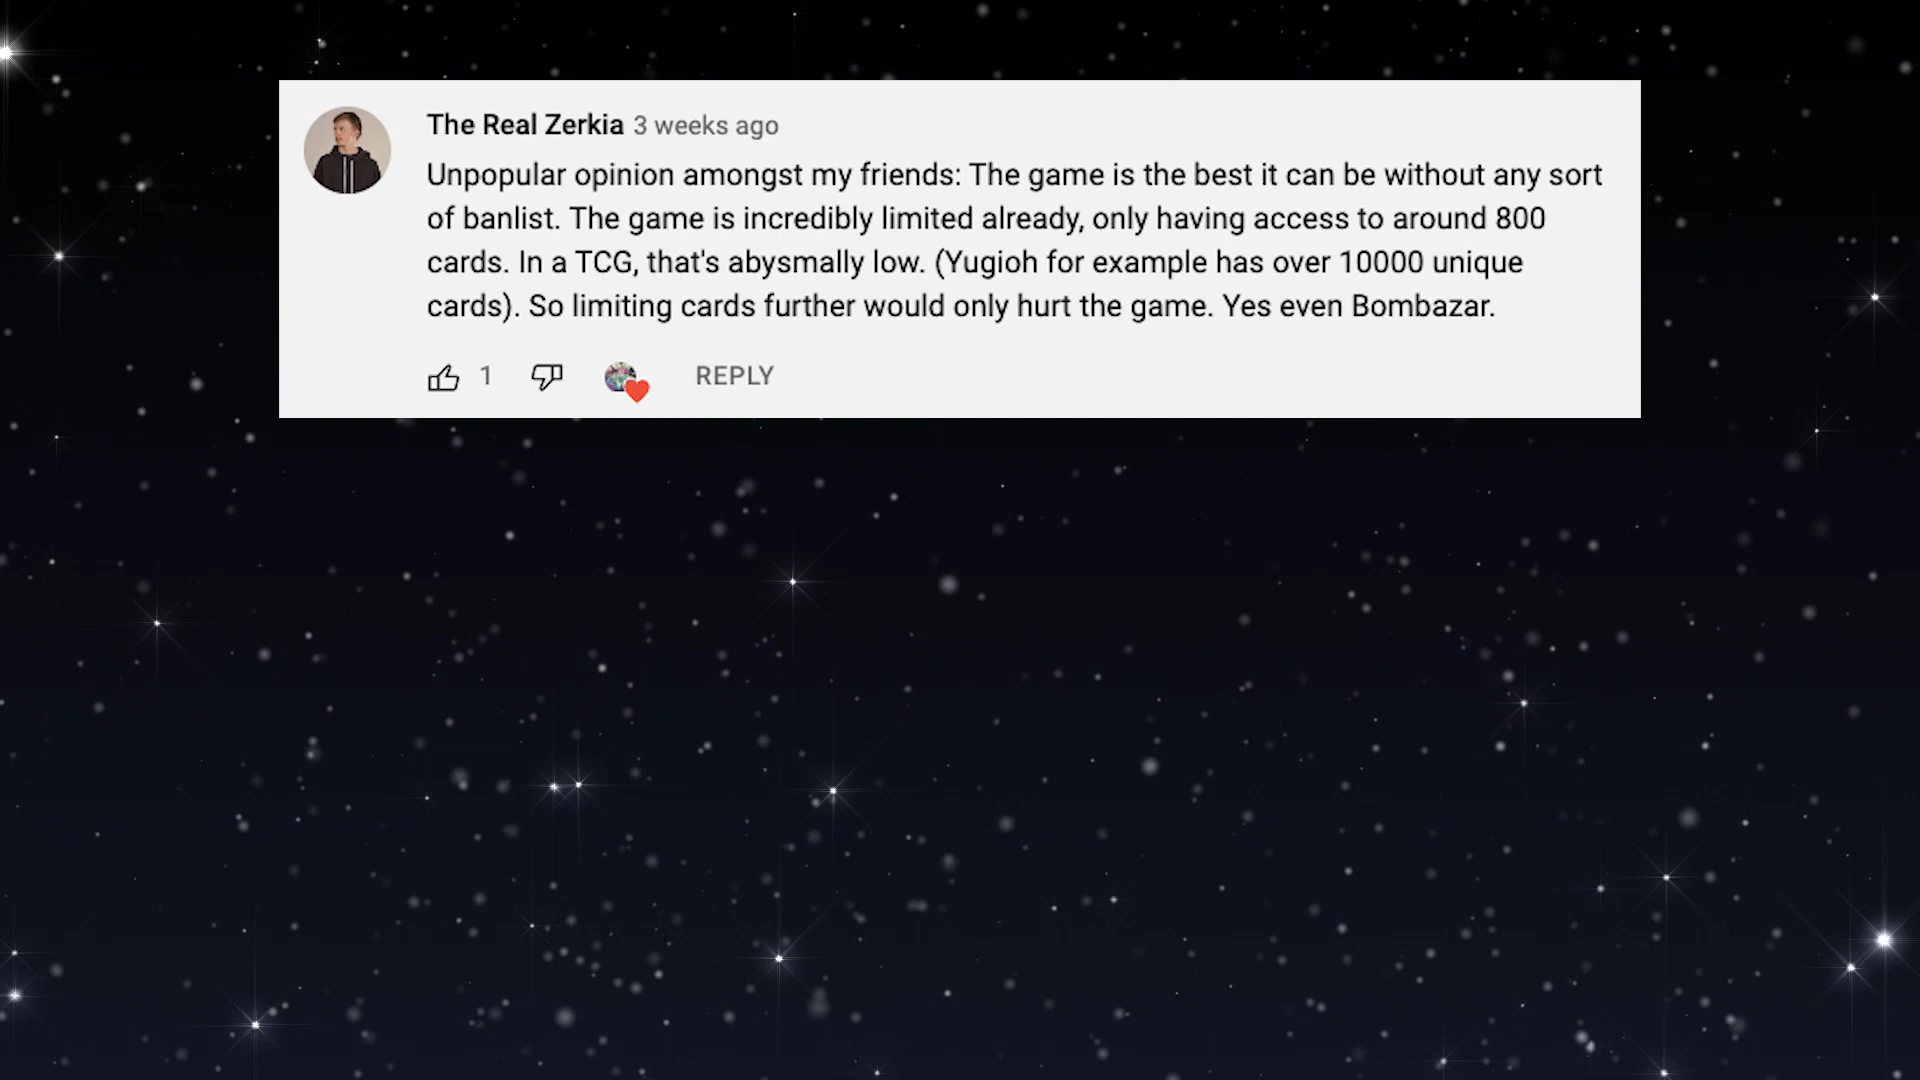 The Real Zerkia 3 weeks ago
Unpopular opinion amongst my friends: The game is the best it can be without any sort
of banlist. The game is incredibly limited already, only having access to around 800
cards. In a TCG, that's abysmally low. (Yugioh for example has over 10000 unique
cards). So limiting cards further would only hurt the game. Yes even Bombazar.
1 REPLY